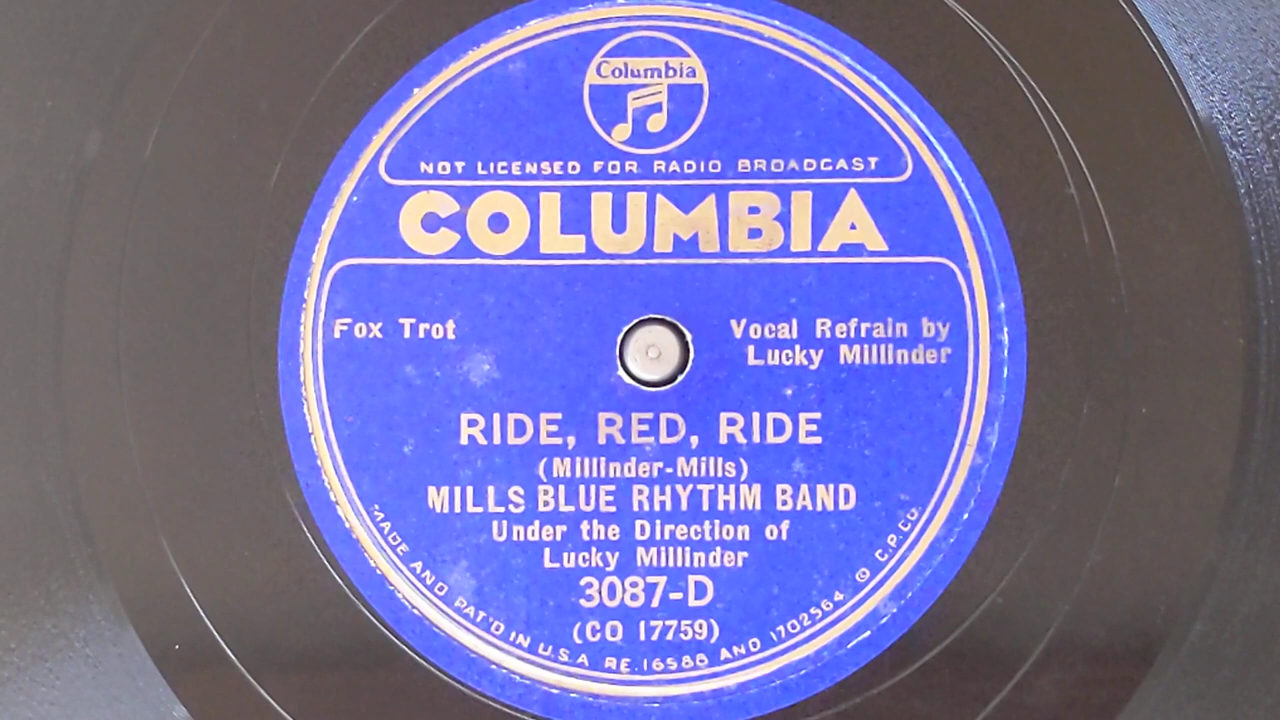 Columbia
NOT LICENSED FOR RADIO BROADCAST
COLUMBIA
Fox Trot
Vocal Refrain by
Lucky Millinder
RIDE, RED, RIDE
(Millinder-Mills)
MILLS BLUE RHYTHM BAND
Under the Direction of
Lucky Millinder
3087-D
(CO 17759)
MADE AND PAT'D IN U.S.A RE.16588 AND 1702564 © C.P.CO.